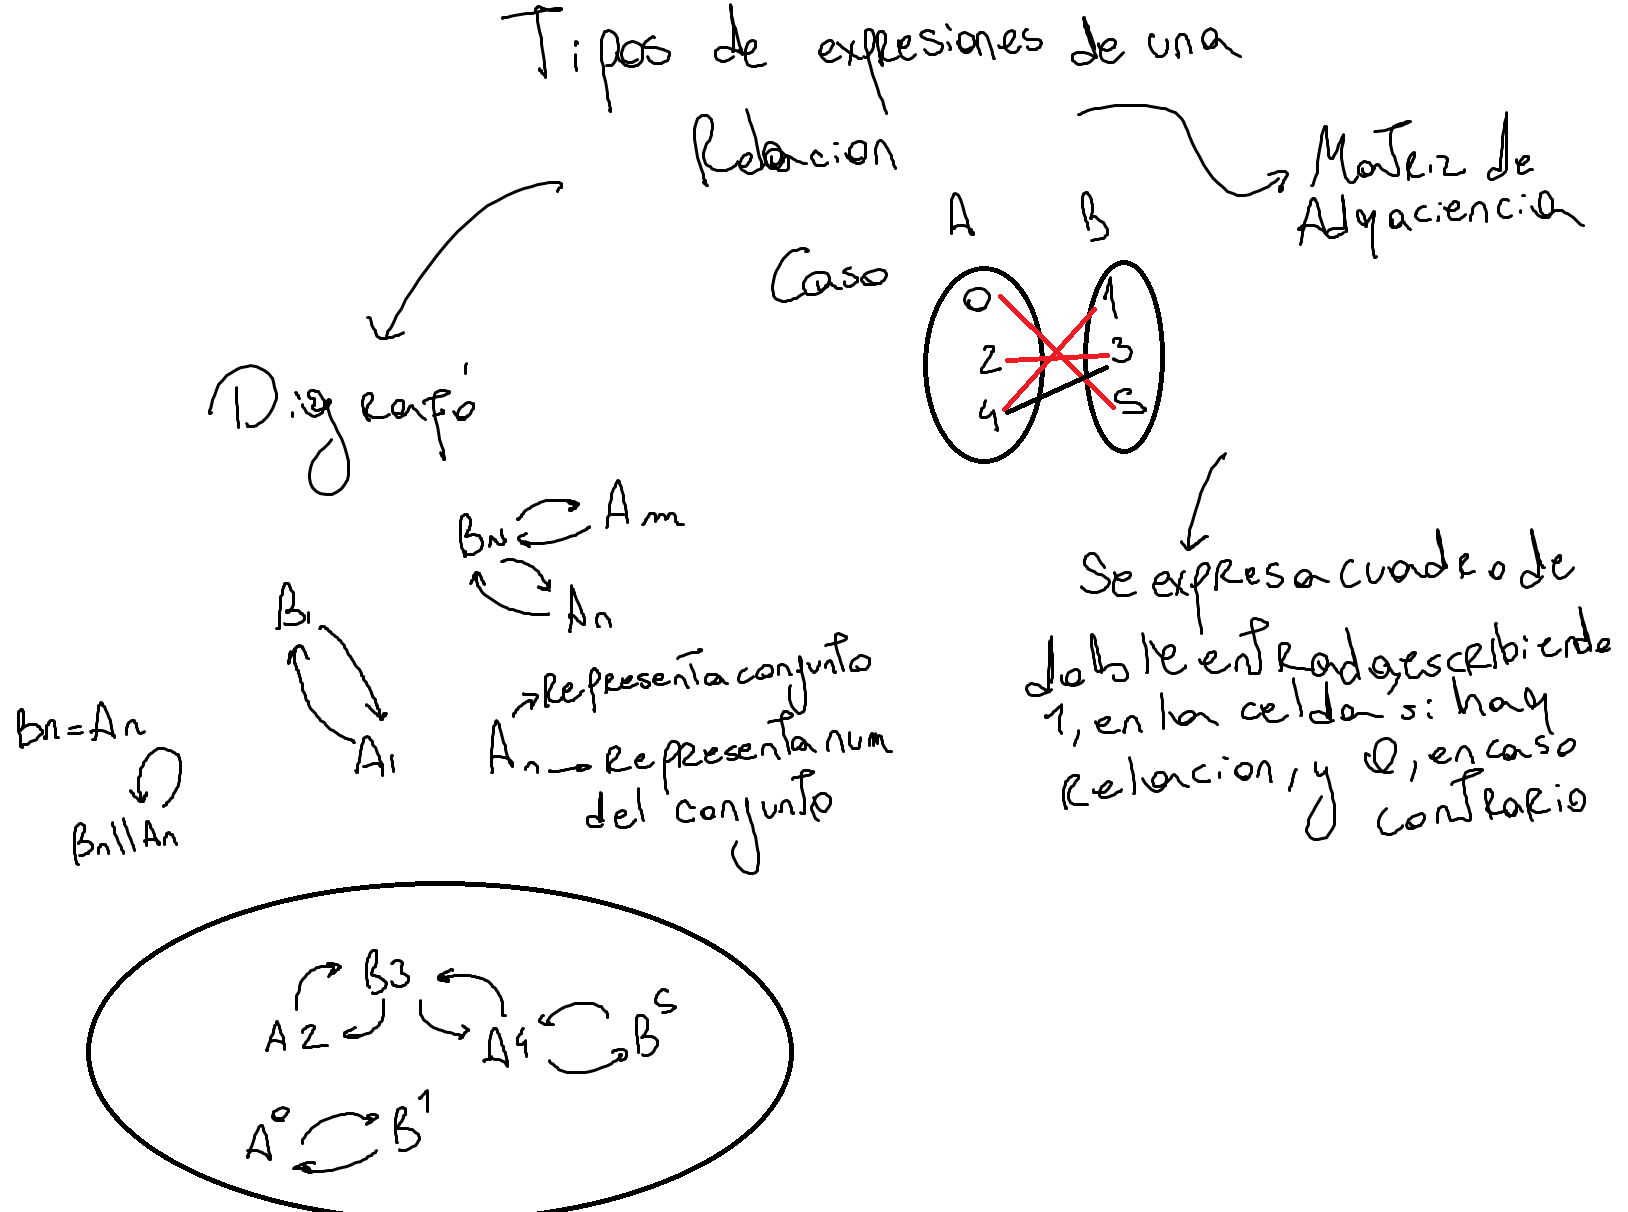 Tipos de expresiones de una
Relacion
Matriz de
Adyaciencia
A B
Caso
0 1
2 3
4 5
Digrafo
Bn Am
An
B1
A1
Representa conjunto
An Representa num
del conjunto
Bn=An
Bn||An
Se expresa cuadro de
doble entrada, escribiendo
1, en la celda si hay
Relacion, y 0, en caso
contrario
B3
A2 A4 B5
A0 B1